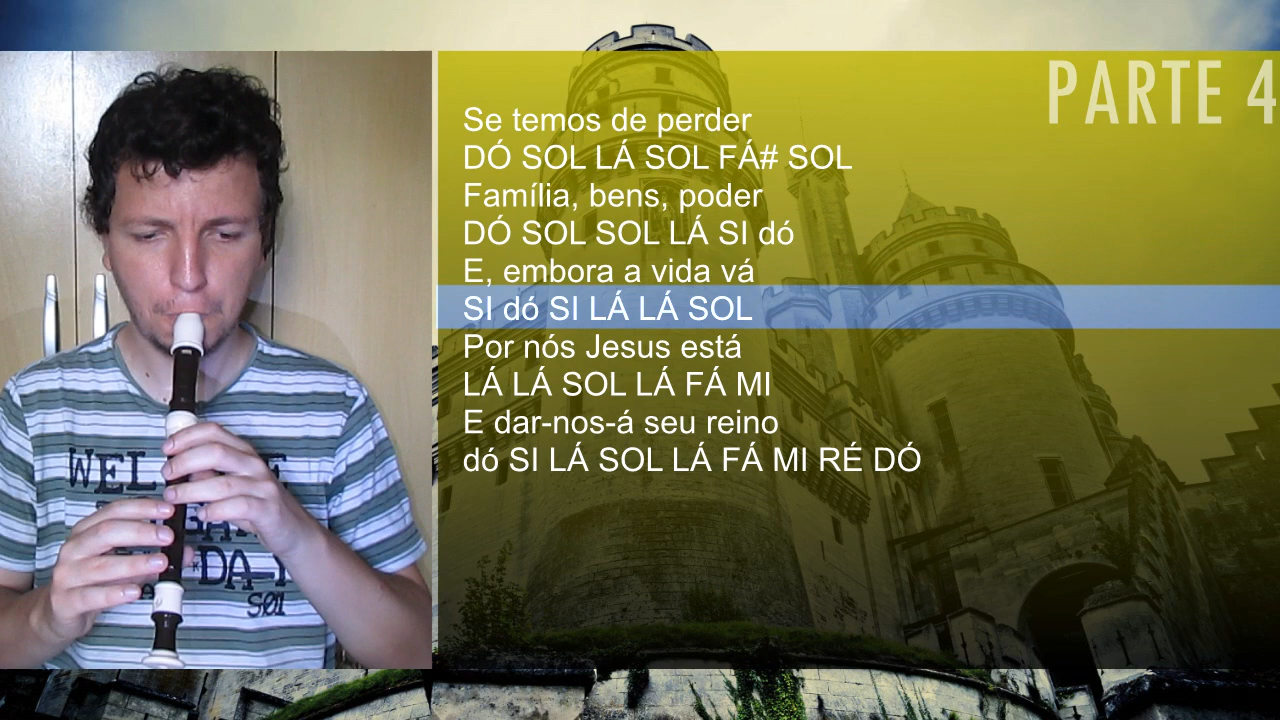 PARTE 4
Se temos de perder
DÓ SOL LÁ SOL FÁ# SOL
Família, bens, poder
DÓ SOL SOL LÁ SI dó
E, embora a vida vá
SI dó SI LÁ LÁ SOL
Por nós Jesus está
LÁ LÁ SOL LÁ FÁ MI
E dar-nos-á seu reino
dó SI LÁ SOL LÁ FÁ MI RÉ DÓ